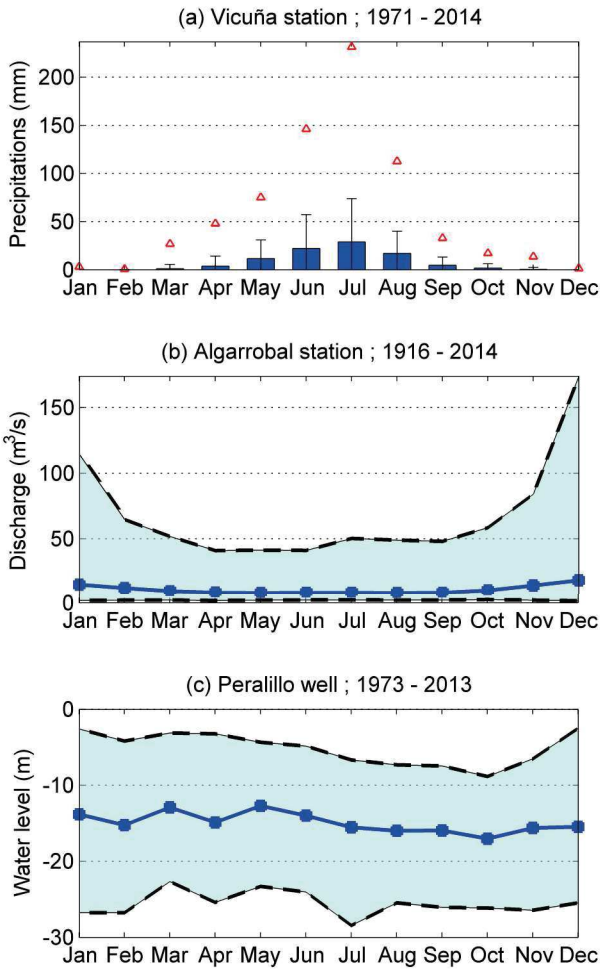 (a) Vicuña station ; 1971 - 2014
Precipitations (mm)
200
150
100
50
0
Jan Feb Mar Apr May Jun Jul Aug Sep Oct Nov Dec
(b) Algarrobal station ; 1916 - 2014
Discharge (m³/s)
150
100
50
0
Jan Feb Mar Apr May Jun Jul Aug Sep Oct Nov Dec
(c) Peralillo well ; 1973 - 2013
Water level (m)
0
-10
-20
-30
Jan Feb Mar Apr May Jun Jul Aug Sep Oct Nov Dec